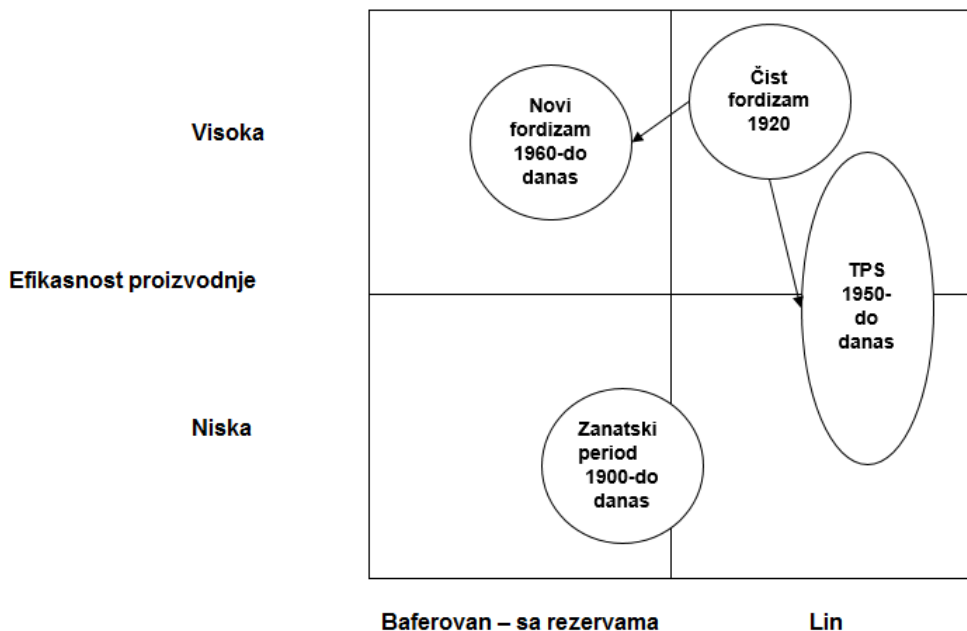 Čist
fordizam
1920
Novi
fordizam
1960-do
danas
Visoka
TPS
1950-
do
danas
Efikasnost proizvodnje
Zanatski
period
1900-do
danas
Niska
Baferovan – sa rezervama
Lin